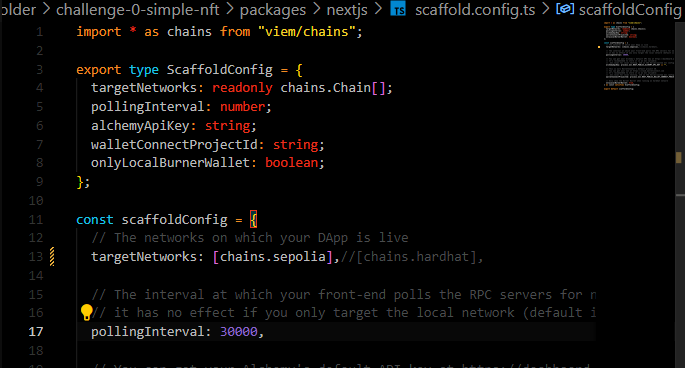 older > challenge-0-simple-nft > packages > nextjs > TS scaffold.config.ts > scaffoldConfig
1 import * as chains from "viem/chains";
2
3 export type ScaffoldConfig = {
4 targetNetworks: readonly chains.Chain[];
5 pollingInterval: number;
6 alchemyApiKey: string;
7 walletConnectProjectId: string;
8 onlyLocalBurnerWallet: boolean;
9 };
10
11 const scaffoldConfig = {
12 // The networks on which your DApp is live
13 targetNetworks: [chains.sepolia],//[chains.hardhat],
14
15 // The interval at which your front-end polls the RPC servers for n
16 // it has no effect if you only target the local network (default i
17 pollingInterval: 30000,
18